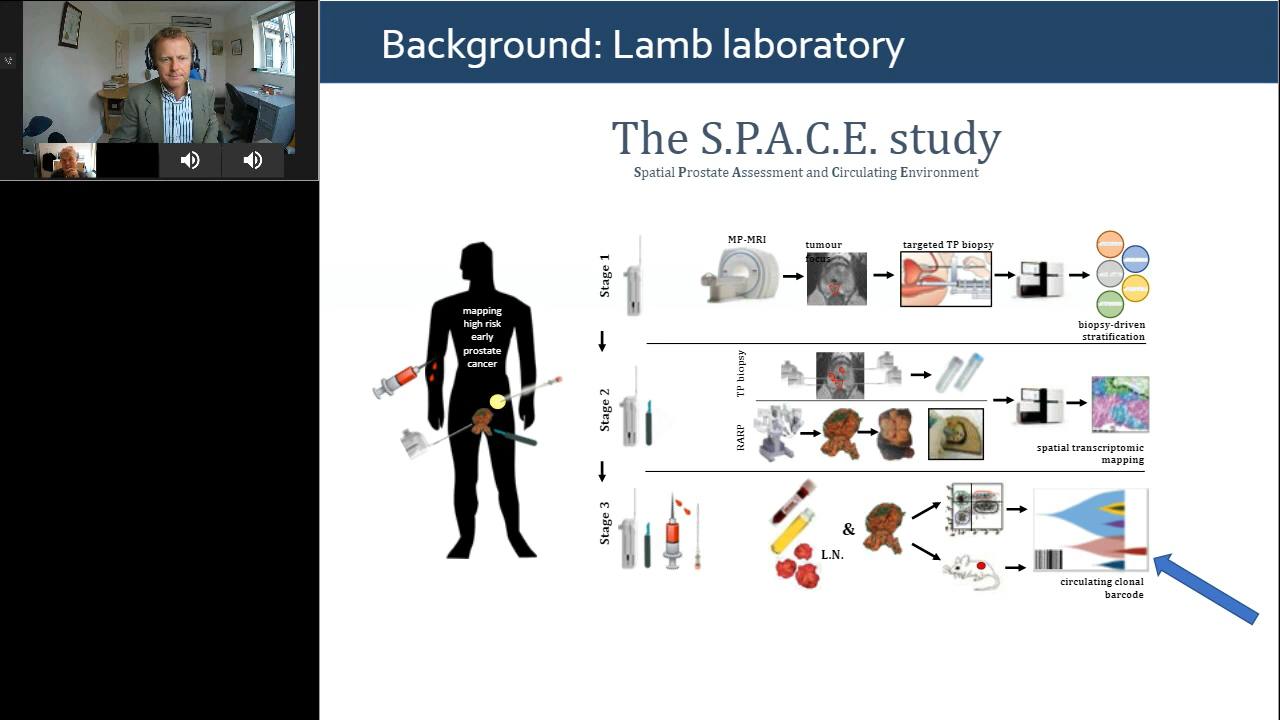 Background: Lamb laboratory
The S.P.A.C.E. study
Spatial Prostate Assessment and Circulating Environment
mapping
high risk
early
prostate
cancer
Stage 1
MP-MRI
tumour
focus
targeted TP biopsy
biopsy-driven
stratification
Stage 2
TP biopsy
RARP
spatial transcriptomic
mapping
Stage 3
&
L.N.
circulating clonal
barcode